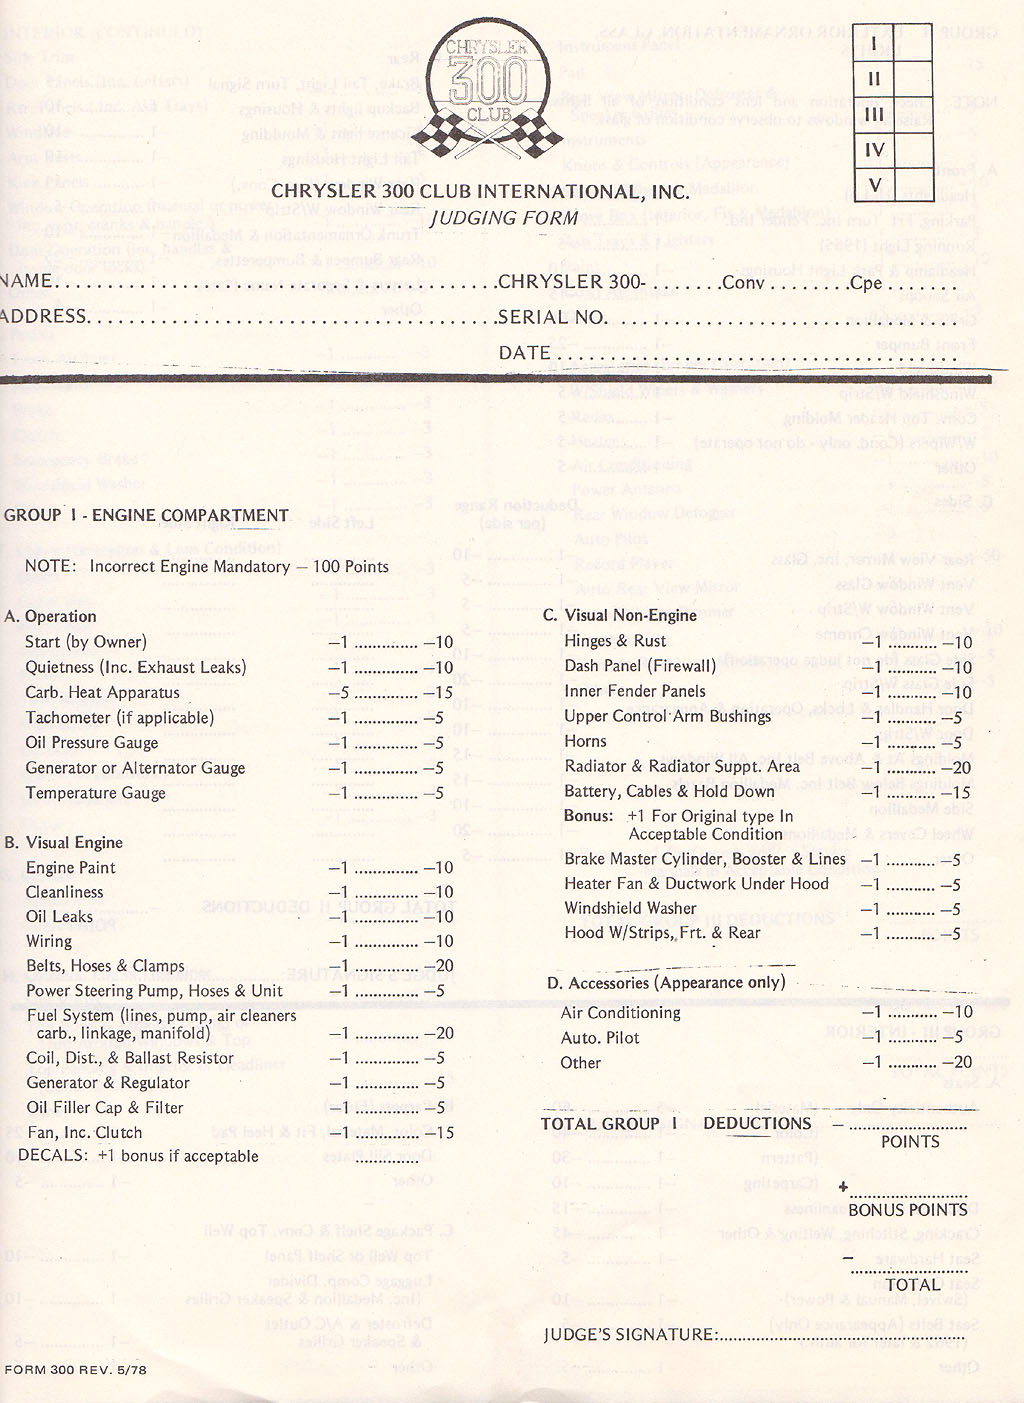 CHRYSLER
300
CLUB
I
II
III
IV
V
CHRYSLER 300 CLUB INTERNATIONAL, INC.
JUDGING FORM
NAME. . . . . . . . . . . . . . . . . . . . . . . . . . . . . . . . . . . . . . . . . . .CHRYSLER 300- . . . . . . . .Conv . . . . . . . .Cpe . . . . . . .
ADDRESS. . . . . . . . . . . . . . . . . . . . . . . . . . . . . . . . . . . . . . . .SERIAL NO. . . . . . . . . . . . . . . . . . . . . . . . . . . . . . . . . .
DATE . . . . . . . . . . . . . . . . . . . . . . . . . . . . . . . . . . . . . .
GROUP I - ENGINE COMPARTMENT
NOTE: Incorrect Engine Mandatory — 100 Points
A. Operation
Start (by Owner) —1 .............. —10
Quietness (Inc. Exhaust Leaks) —1 .............. —10
Carb. Heat Apparatus —5 .............. —15
Tachometer (if applicable) —1 .............. —5
Oil Pressure Gauge —1 .............. —5
Generator or Alternator Gauge —1 .............. —5
Temperature Gauge —1 .............. —5
B. Visual Engine
Engine Paint —1 .............. —10
Cleanliness —1 .............. —10
Oil Leaks —1 .............. —10
Wiring —1 .............. —10
Belts, Hoses & Clamps —1 .............. —20
Power Steering Pump, Hoses & Unit —1 .............. —5
Fuel System (lines, pump, air cleaners
carb., linkage, manifold) —1 .............. —20
Coil, Dist., & Ballast Resistor —1 .............. —5
Generator & Regulator —1 .............. —5
Oil Filler Cap & Filter —1 .............. —5
Fan, Inc. Clutch —1 .............. —15
DECALS: +1 bonus if acceptable ..............
C. Visual Non-Engine
Hinges & Rust —1 ........... —10
Dash Panel (Firewall) —1 ........... —10
Inner Fender Panels —1 ........... —10
Upper Control Arm Bushings —1 ........... —5
Horns —1 ........... —5
Radiator & Radiator Suppt. Area —1 ........... —20
Battery, Cables & Hold Down —1 ........... —15
Bonus: +1 For Original type In
Acceptable Condition
Brake Master Cylinder, Booster & Lines —1 ........... —5
Heater Fan & Ductwork Under Hood —1 ........... —5
Windshield Washer —1 ........... —5
Hood W/Strips, Frt. & Rear —1 ........... —5
D. Accessories (Appearance only)
Air Conditioning —1 ........... —10
Auto. Pilot —1 ........... —5
Other —1 ........... —20
TOTAL GROUP I DEDUCTIONS — ..........................
POINTS
+ ..........................
BONUS POINTS
— ..........................
TOTAL
JUDGE'S SIGNATURE:......................................................
FORM 300 REV. 5/78